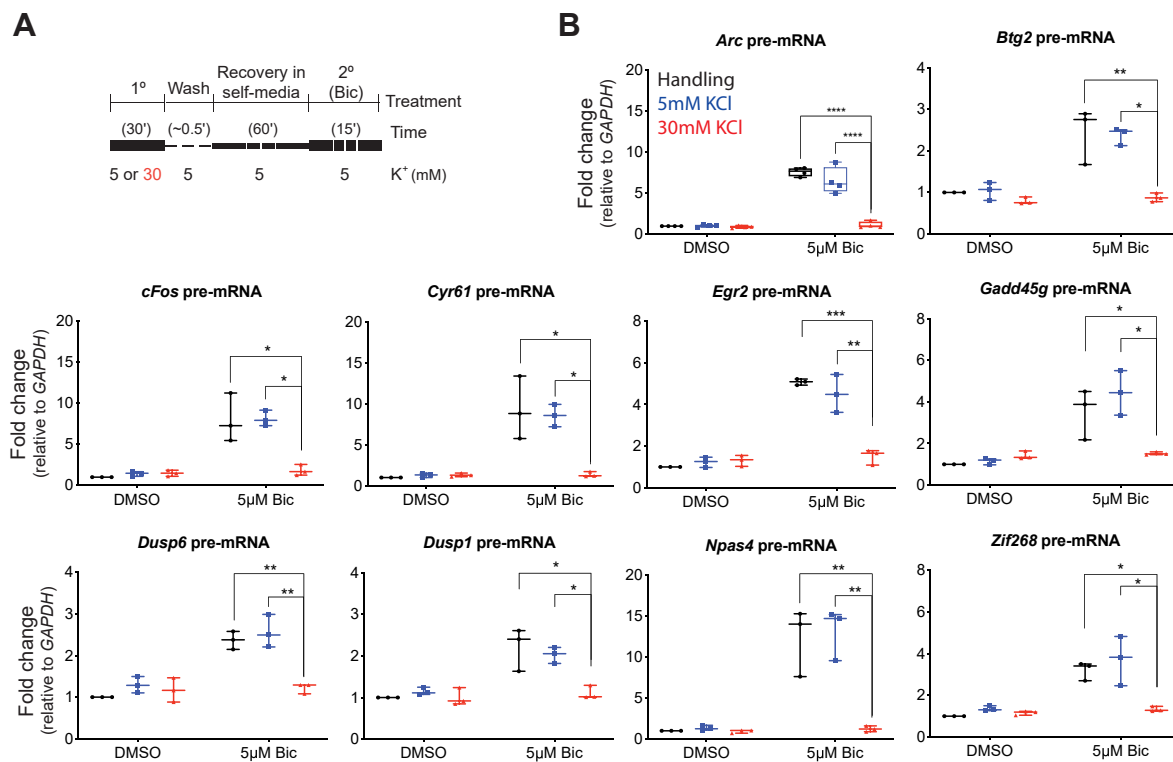 A
1º
Wash
Recovery in
self-media
2º
(Bic)
Treatment
(30')
(~0.5')
(60')
(15')
Time
5 or 30
5
5
5
K+ (mM)
B
Arc pre-mRNA
Fold change
(relative to GAPDH)
20
15
10
5
0
Handling
5mM KCl
30mM KCl
****
****
DMSO
5µM Bic
Btg2 pre-mRNA
4
3
2
1
0
**
*
DMSO
5µM Bic
cFos pre-mRNA
Fold change
(relative to GAPDH)
20
15
10
5
0
*
*
DMSO
5µM Bic
Cyr61 pre-mRNA
20
15
10
5
0
*
*
DMSO
5µM Bic
Egr2 pre-mRNA
8
6
4
2
0
***
**
DMSO
5µM Bic
Gadd45g pre-mRNA
8
6
4
2
0
*
*
DMSO
5µM Bic
Dusp6 pre-mRNA
Fold change
(relative to GAPDH)
4
3
2
1
0
**
**
DMSO
5µM Bic
Dusp1 pre-mRNA
4
3
2
1
0
*
*
DMSO
5µM Bic
Npas4 pre-mRNA
20
15
10
5
0
**
**
DMSO
5µM Bic
Zif268 pre-mRNA
8
6
4
2
0
*
*
DMSO
5µM Bic